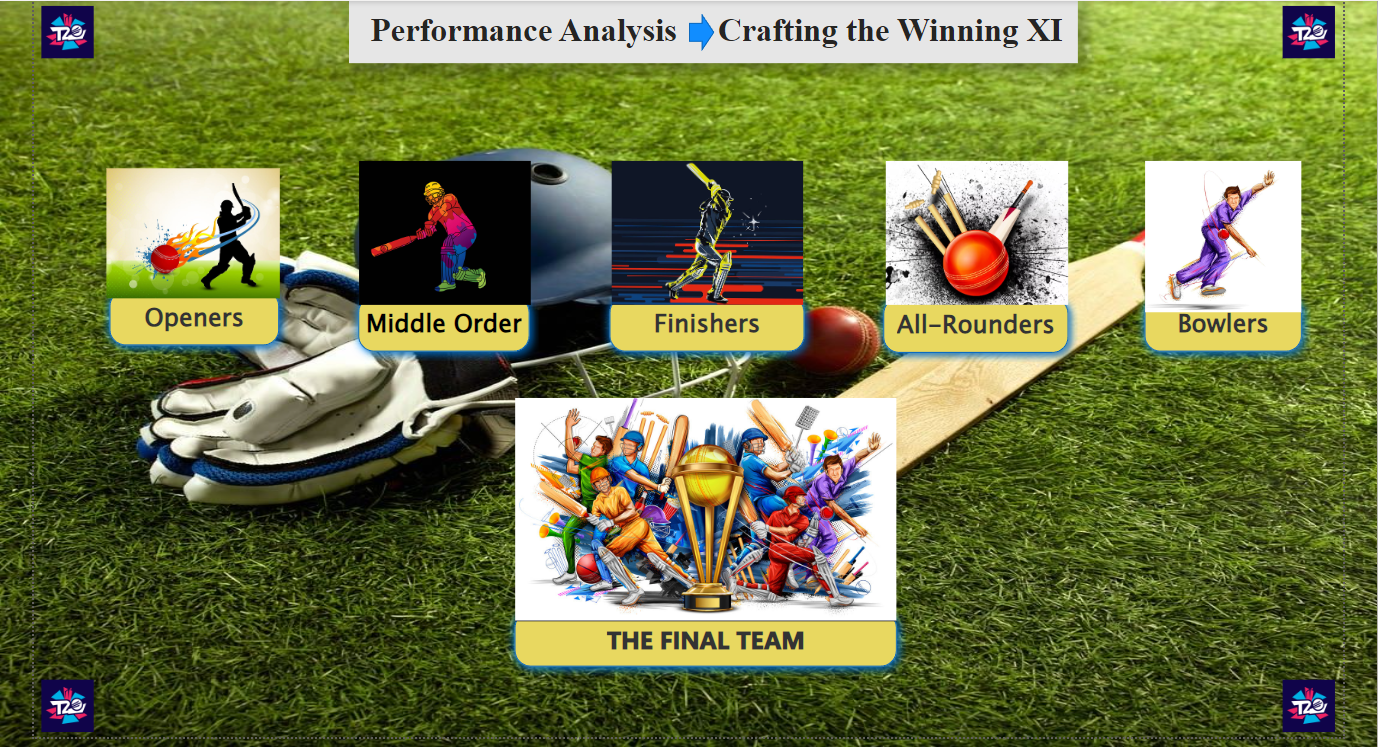 T20
Performance Analysis Crafting the Winning XI
T20
Openers
Middle Order
Finishers
All-Rounders
Bowlers
THE FINAL TEAM
T20
T20